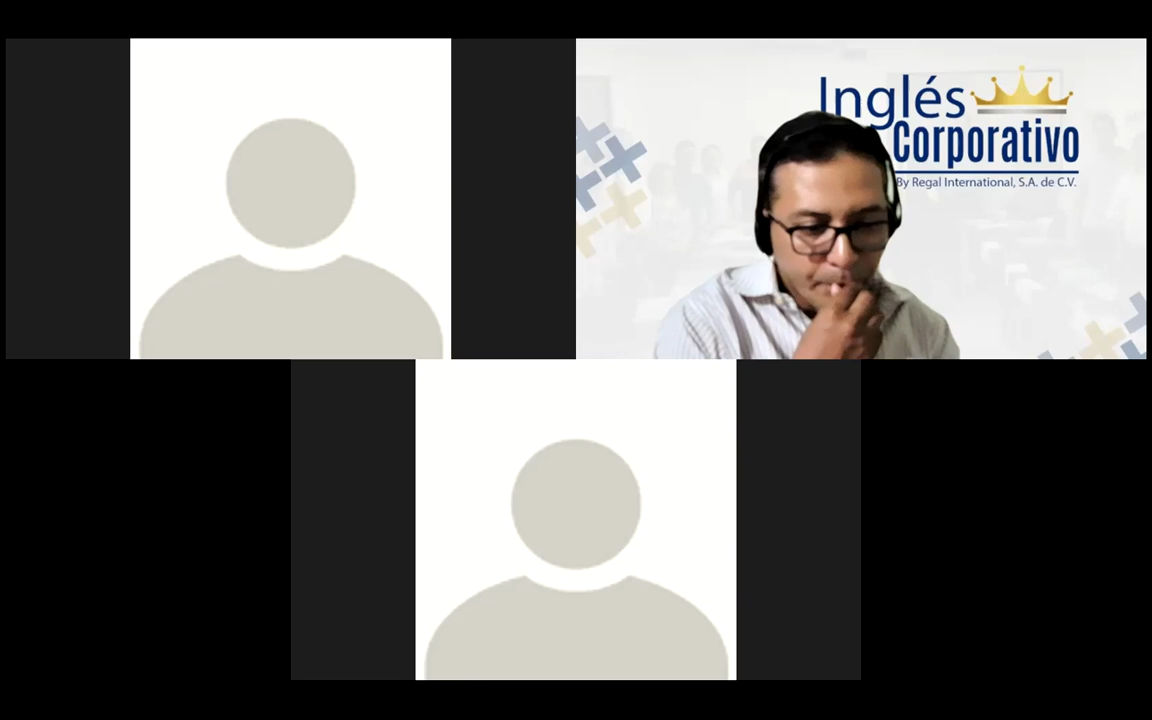 Inglés
Corporativo
By Regal International, S.A. de C.V.